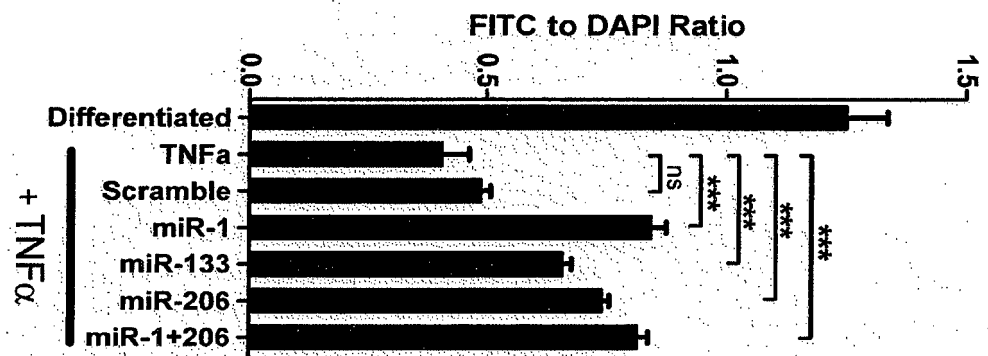 FITC to DAPI Ratio
0.0
0.5
1.0
1.5
Differentiated
TNFa
Scramble
miR-1
miR-133
miR-206
miR-1+206
+ TNFα
ns
***
***
***
***